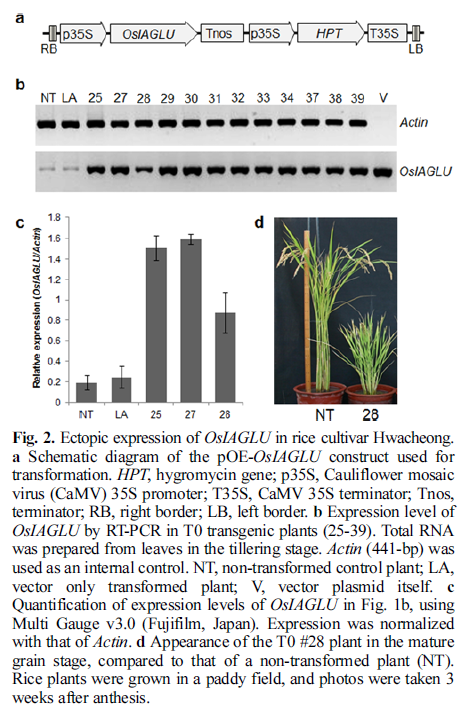 a
p35S OsIAGLU Tnos p35S HPT T35S
RB LB
b
NT LA 25 27 28 29 30 31 32 33 34 37 38 39 V
Actin
OsIAGLU
c
Relative expression (OsIAGLU/Actin)
1.8
1.6
1.4
1.2
1
0.8
0.6
0.4
0.2
0
NT LA 25 27 28
d
NT 28
Fig. 2. Ectopic expression of OsIAGLU in rice cultivar Hwacheong.
a Schematic diagram of the pOE-OsIAGLU construct used for
transformation. HPT, hygromycin gene; p35S, Cauliflower mosaic
virus (CaMV) 35S promoter; T35S, CaMV 35S terminator; Tnos,
terminator; RB, right border; LB, left border. b Expression level of
OsIAGLU by RT-PCR in T0 transgenic plants (25-39). Total RNA
was prepared from leaves in the tillering stage. Actin (441-bp) was
used as an internal control. NT, non-transformed control plant; LA,
vector only transformed plant; V, vector plasmid itself. c
Quantification of expression levels of OsIAGLU in Fig. 1b, using
Multi Gauge v3.0 (Fujifilm, Japan). Expression was normalized
with that of Actin. d Appearance of the T0 #28 plant in the mature
grain stage, compared to that of a non-transformed plant (NT).
Rice plants were grown in a paddy field, and photos were taken 3
weeks after anthesis.